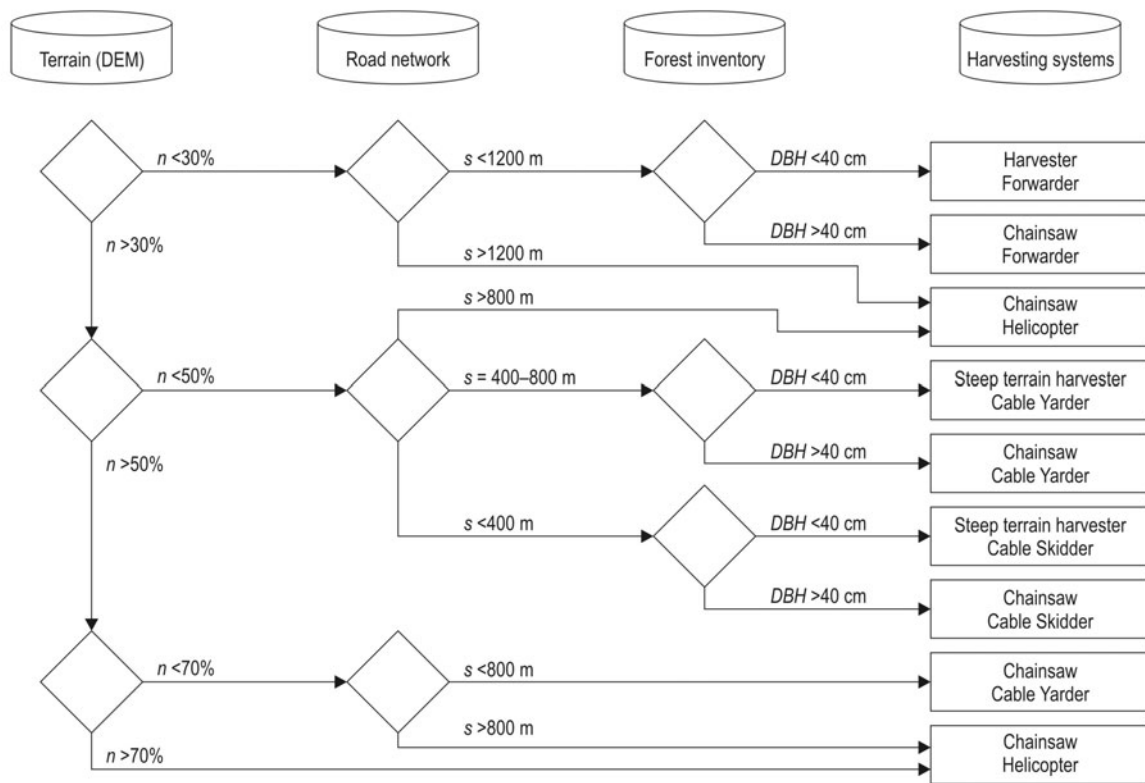 Terrain (DEM)
Road network
Forest inventory
Harvesting systems
n <30%
s <1200 m
DBH <40 cm
Harvester
Forwarder
n >30%
DBH >40 cm
Chainsaw
Forwarder
s >1200 m
s >800 m
Chainsaw
Helicopter
n <50%
s = 400–800 m
DBH <40 cm
Steep terrain harvester
Cable Yarder
n >50%
DBH >40 cm
Chainsaw
Cable Yarder
s <400 m
DBH <40 cm
Steep terrain harvester
Cable Skidder
DBH >40 cm
Chainsaw
Cable Skidder
n <70%
s <800 m
Chainsaw
Cable Yarder
s >800 m
n >70%
Chainsaw
Helicopter